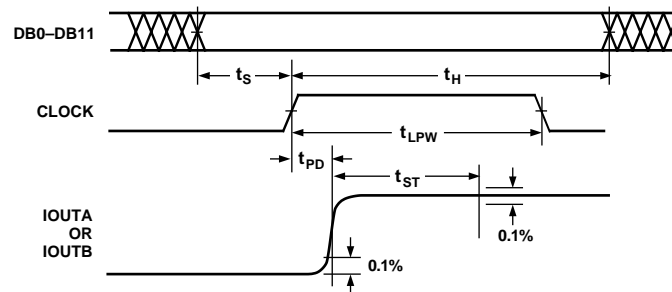 DB0–DB11
tS
tH
CLOCK
tLPW
tPD
tST
IOUTA
OR
IOUTB
0.1%
0.1%